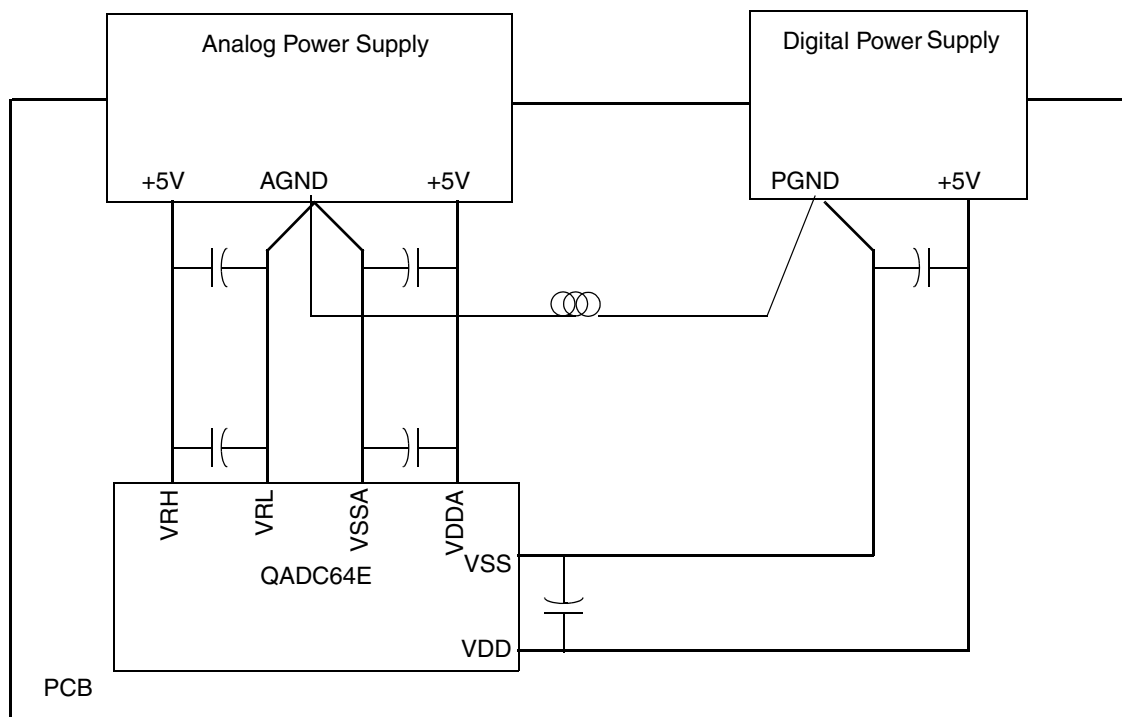 Analog Power Supply
Digital Power Supply
+5V
AGND
+5V
PGND
+5V
VRH
VRL
VSSA
VDDA
VSS
QADC64E
VDD
PCB